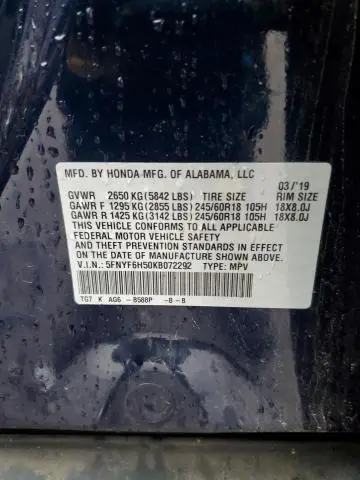 MFD. BY HONDA MFG. OF ALABAMA, LLC
03/'19
GVWR 2650 KG (5842 LBS) TIRE SIZE RIM SIZE
GAWR F 1295 KG (2855 LBS) 245/60R18 105H 18X8.0J
GAWR R 1425 KG (3142 LBS) 245/60R18 105H 18X8.0J
THIS VEHICLE CONFORMS TO ALL APPLICABLE
FEDERAL MOTOR VEHICLE SAFETY AND
THEFT PREVENTION STANDARDS IN EFFECT ON THE
DATE OF MANUFACTURE SHOWN ABOVE.
V.I.N.: 5FNYF6H50KB072292 TYPE: MPV
TG7 K AG6 - B588P -B-B